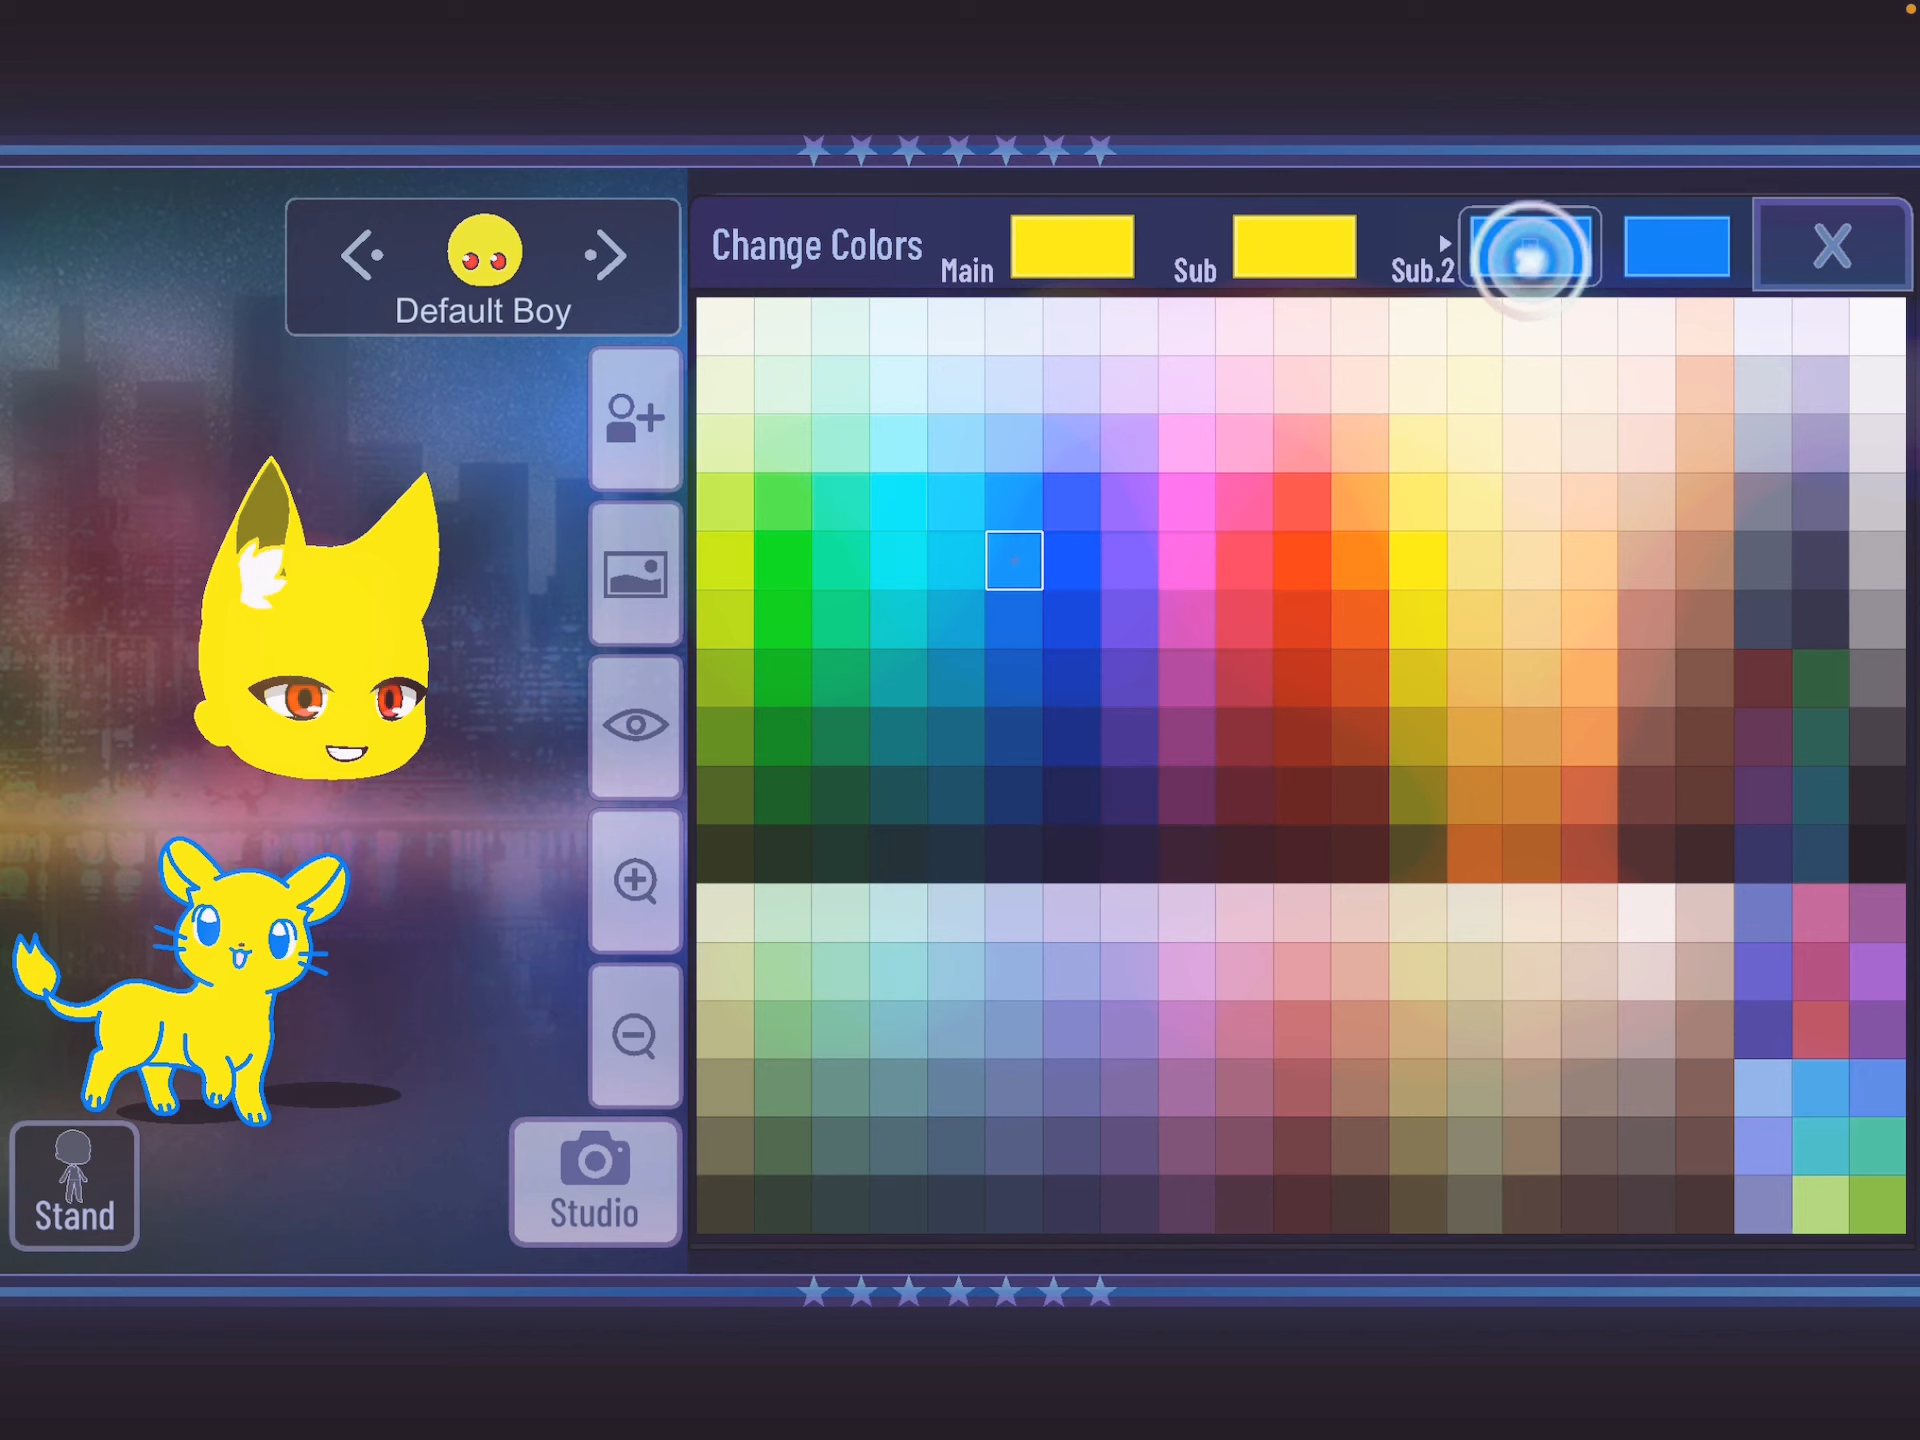 Default Boy
Change Colors
Main
Sub
Sub.2
X
Stand
Studio